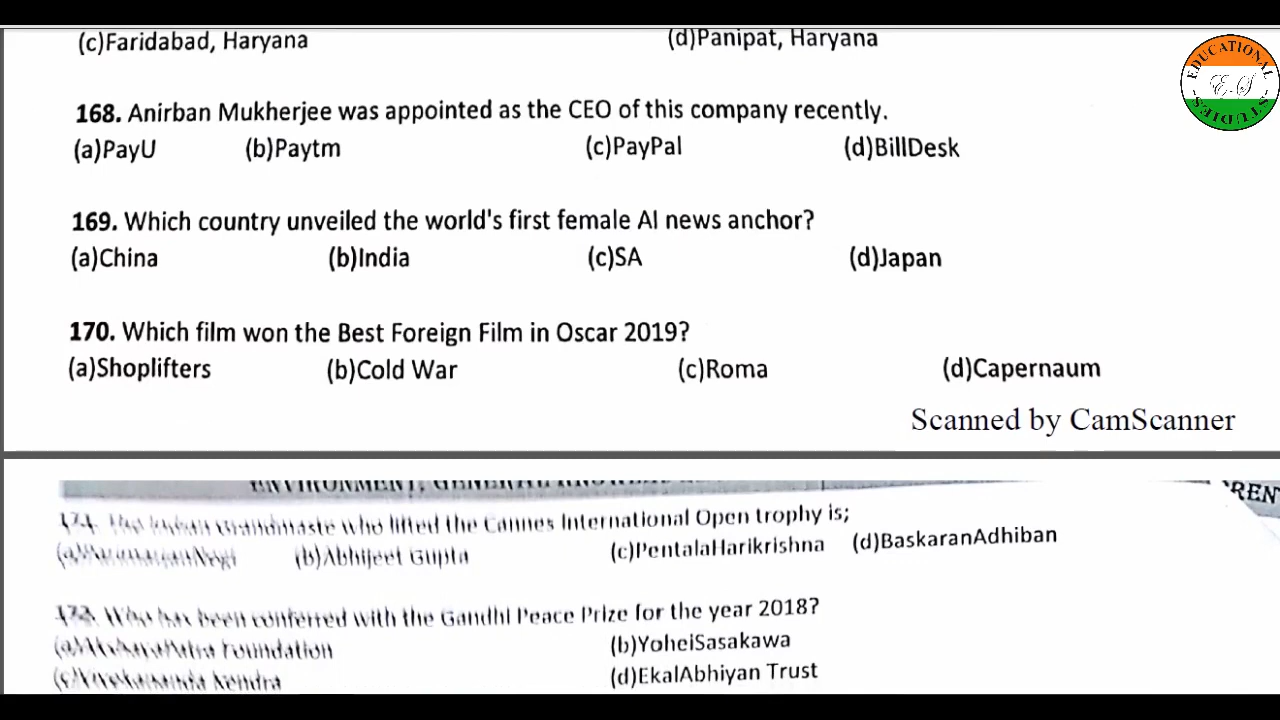 (c)Faridabad, Haryana (d)Panipat, Haryana
EDUCATIONAL
E.S
STUDIES
168. Anirban Mukherjee was appointed as the CEO of this company recently.
(a)PayU (b)Paytm (c)PayPal (d)BillDesk
169. Which country unveiled the world's first female AI news anchor?
(a)China (b)India (c)SA (d)Japan
170. Which film won the Best Foreign Film in Oscar 2019?
(a)Shoplifters (b)Cold War (c)Roma (d)Capernaum
Scanned by CamScanner
ENVIRONMENT, GENERAL
who lifted the Cannes International Open trophy is;
(b)Abhijeet Gupta (c)PentalaHarikrishna (d)BaskaranAdhiban
Who has been conferred with the Gandhi Peace Prize for the year 2018?
Foundation (b)YoheiSasakawa
Kendra (d)EkalAbhiyan Trust